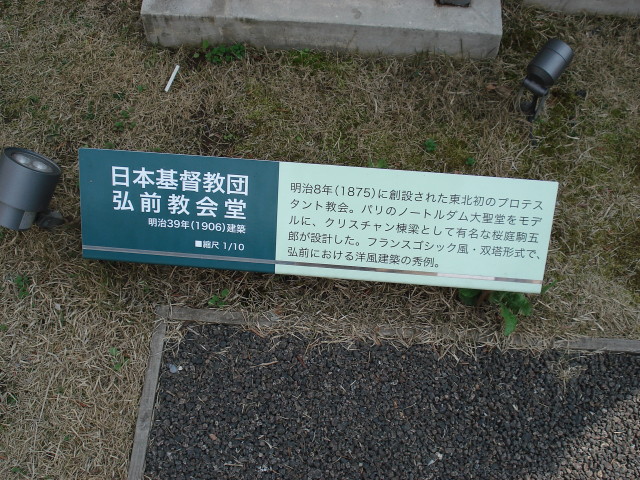 日本基督教団
弘前教会堂
明治39年(1906)建築
■縮尺 1/10
明治8年(1875)に創設された東北初のプロテス
タント教会。パリのノートルダム大聖堂をモデ
ルに、クリスチャン棟梁として有名な桜庭駒五
郎が設計した。フランスゴシック風・双塔形式で、
弘前における洋風建築の秀例。